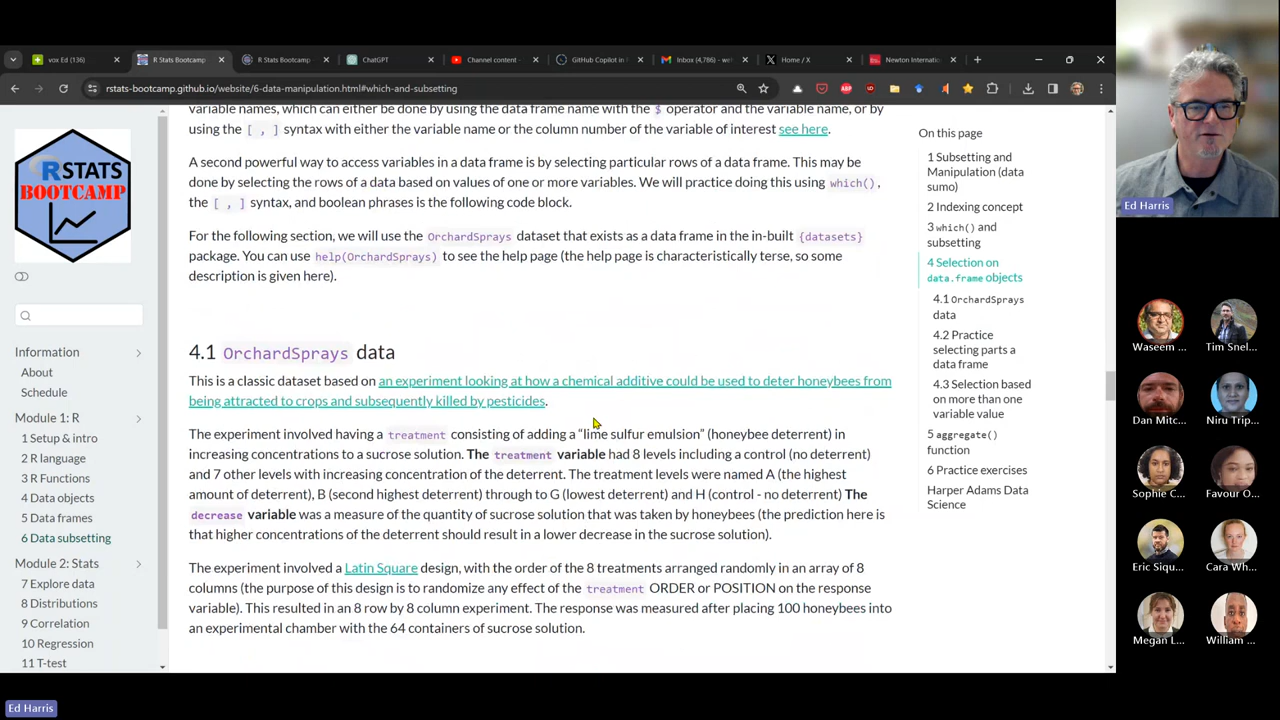 vox Ed (136)
R Stats Bootcamp
R Stats Bootcamp -
ChatGPT
Channel content -
GitHub Copilot in
Inbox (4,786) - we
Home / X
Newton Internatio
rstats-bootcamp.github.io/website/6-data-manipulation.html#which-and-subsetting
RSTATS
BOOTCAMP
Information
About
Schedule
Module 1: R
1 Setup & intro
2 R language
3 R Functions
4 Data objects
5 Data frames
6 Data subsetting
Module 2: Stats
7 Explore data
8 Distributions
9 Correlation
10 Regression
11 T-test
variable names, which can either be done by using the data frame name with the $ operator and the variable name, or by
using the [ , ] syntax with either the variable name or the column number of the variable of interest see here.
A second powerful way to access variables in a data frame is by selecting particular rows of a data frame. This may be
done by selecting the rows of a data based on values of one or more variables. We will practice doing this using which(),
the [ , ] syntax, and boolean phrases is the following code block.
For the following section, we will use the OrchardSprays dataset that exists as a data frame in the in-built {datasets}
package. You can use help(OrchardSprays) to see the help page (the help page is characteristically terse, so some
description is given here).
4.1 OrchardSprays data
This is a classic dataset based on an experiment looking at how a chemical additive could be used to deter honeybees from
being attracted to crops and subsequently killed by pesticides.
The experiment involved having a treatment consisting of adding a “lime sulfur emulsion” (honeybee deterrent) in
increasing concentrations to a sucrose solution. The treatment variable had 8 levels including a control (no deterrent)
and 7 other levels with increasing concentration of the deterrent. The treatment levels were named A (the highest
amount of deterrent), B (second highest deterrent) through to G (lowest deterrent) and H (control - no deterrent) The
decrease variable was a measure of the quantity of sucrose solution that was taken by honeybees (the prediction here is
that higher concentrations of the deterrent should result in a lower decrease in the sucrose solution).
The experiment involved a Latin Square design, with the order of the 8 treatments arranged randomly in an array of 8
columns (the purpose of this design is to randomize any effect of the treatment ORDER or POSITION on the response
variable). This resulted in an 8 row by 8 column experiment. The response was measured after placing 100 honeybees into
an experimental chamber with the 64 containers of sucrose solution.
On this page
1 Subsetting and
Manipulation (data
sumo)
2 Indexing concept
3 which() and
subsetting
4 Selection on
data.frame objects
4.1 OrchardSprays
data
4.2 Practice
selecting parts a
data frame
4.3 Selection based
on more than one
variable value
5 aggregate()
function
6 Practice exercises
Harper Adams Data
Science
Ed Harris
Waseem ...
Tim Snel...
Dan Mitc...
Niru Trip...
Sophie C...
Favour O...
Eric Siqu...
Cara Wh...
Megan L...
William ...
Ed Harris